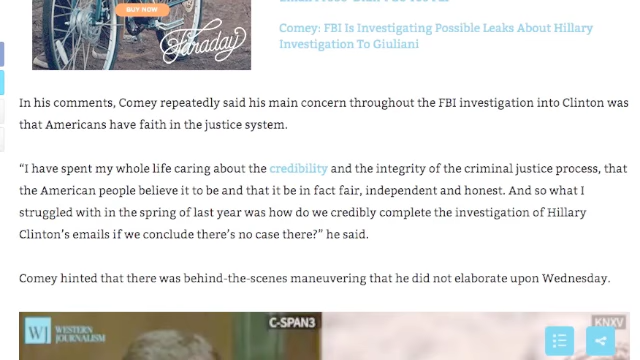 BUY NOW
Faraday
Comey: FBI Is Investigating Possible Leaks About Hillary
Investigation To Giuliani
In his comments, Comey repeatedly said his main concern throughout the FBI investigation into Clinton was
that Americans have faith in the justice system.
“I have spent my whole life caring about the credibility and the integrity of the criminal justice process, that
the American people believe it to be and that it be in fact fair, independent and honest. And so what I
struggled with in the spring of last year was how do we credibly complete the investigation of Hillary
Clinton’s emails if we conclude there’s no case there?” he said.
Comey hinted that there was behind-the-scenes maneuvering that he did not elaborate upon Wednesday.
WJ WESTERN JOURNALISM
C-SPAN3
KNXV